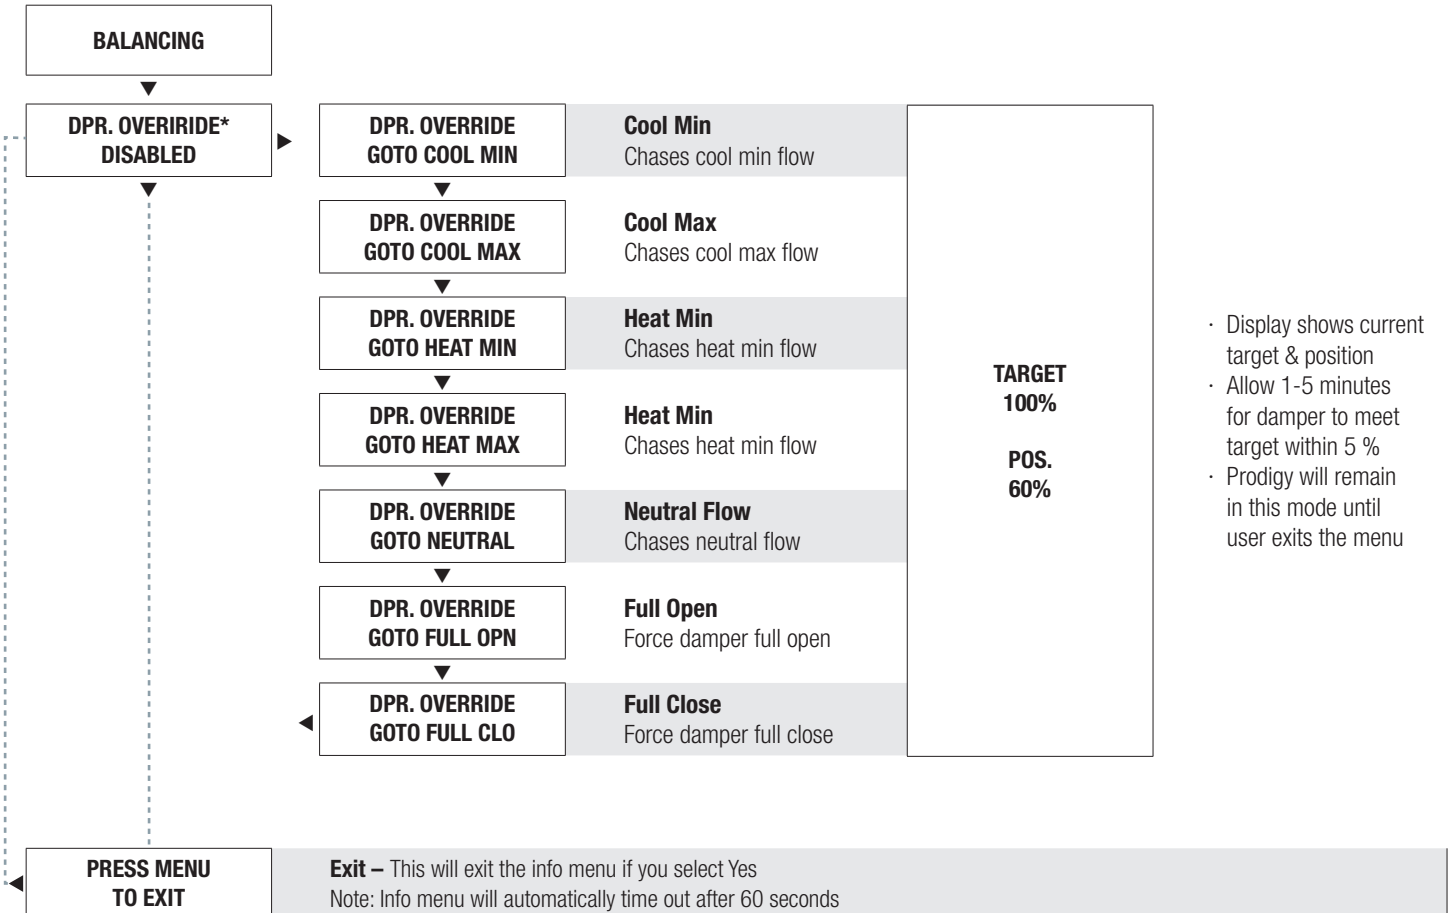 BALANCING
DPR. OVERIRIDE*
DISABLED
DPR. OVERRIDE
GOTO COOL MIN
Cool Min
Chases cool min flow
DPR. OVERRIDE
GOTO COOL MAX
Cool Max
Chases cool max flow
DPR. OVERRIDE
GOTO HEAT MIN
Heat Min
Chases heat min flow
DPR. OVERRIDE
GOTO HEAT MAX
Heat Min
Chases heat min flow
DPR. OVERRIDE
GOTO NEUTRAL
Neutral Flow
Chases neutral flow
DPR. OVERRIDE
GOTO FULL OPN
Full Open
Force damper full open
DPR. OVERRIDE
GOTO FULL CLO
Full Close
Force damper full close
TARGET
100%
POS.
60%
· Display shows current
target & position
· Allow 1-5 minutes
for damper to meet
target within 5 %
· Prodigy will remain
in this mode until
user exits the menu
PRESS MENU
TO EXIT
Exit – This will exit the info menu if you select Yes
Note: Info menu will automatically time out after 60 seconds